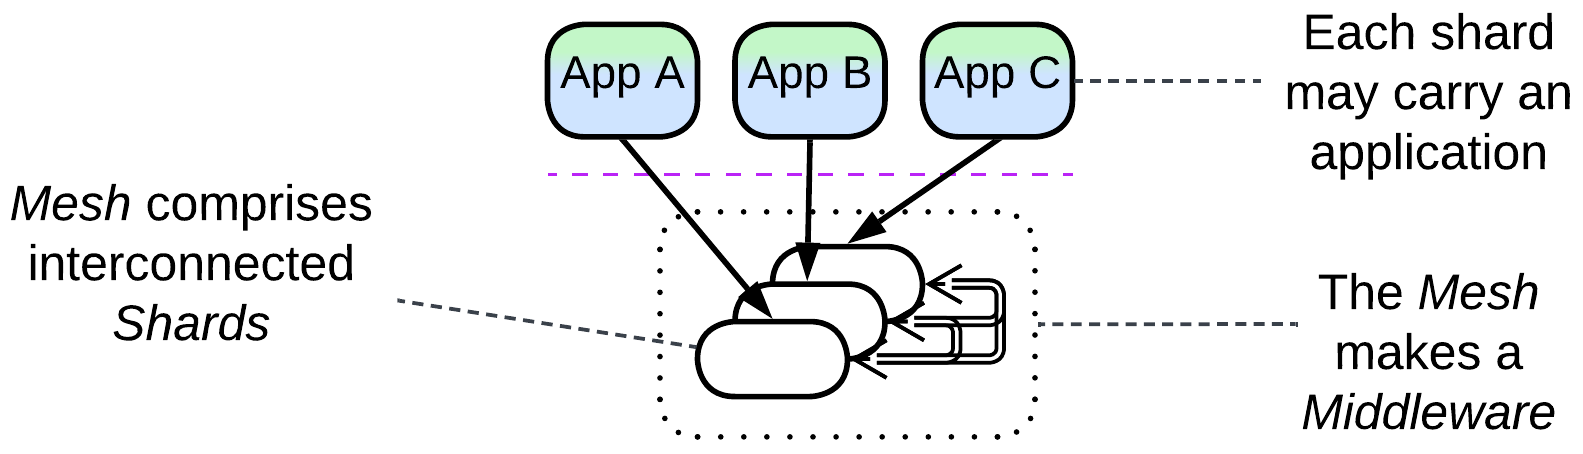 App A
App B
App C
Each shard
may carry an
application
Mesh comprises
interconnected
Shards
The Mesh
makes a
Middleware